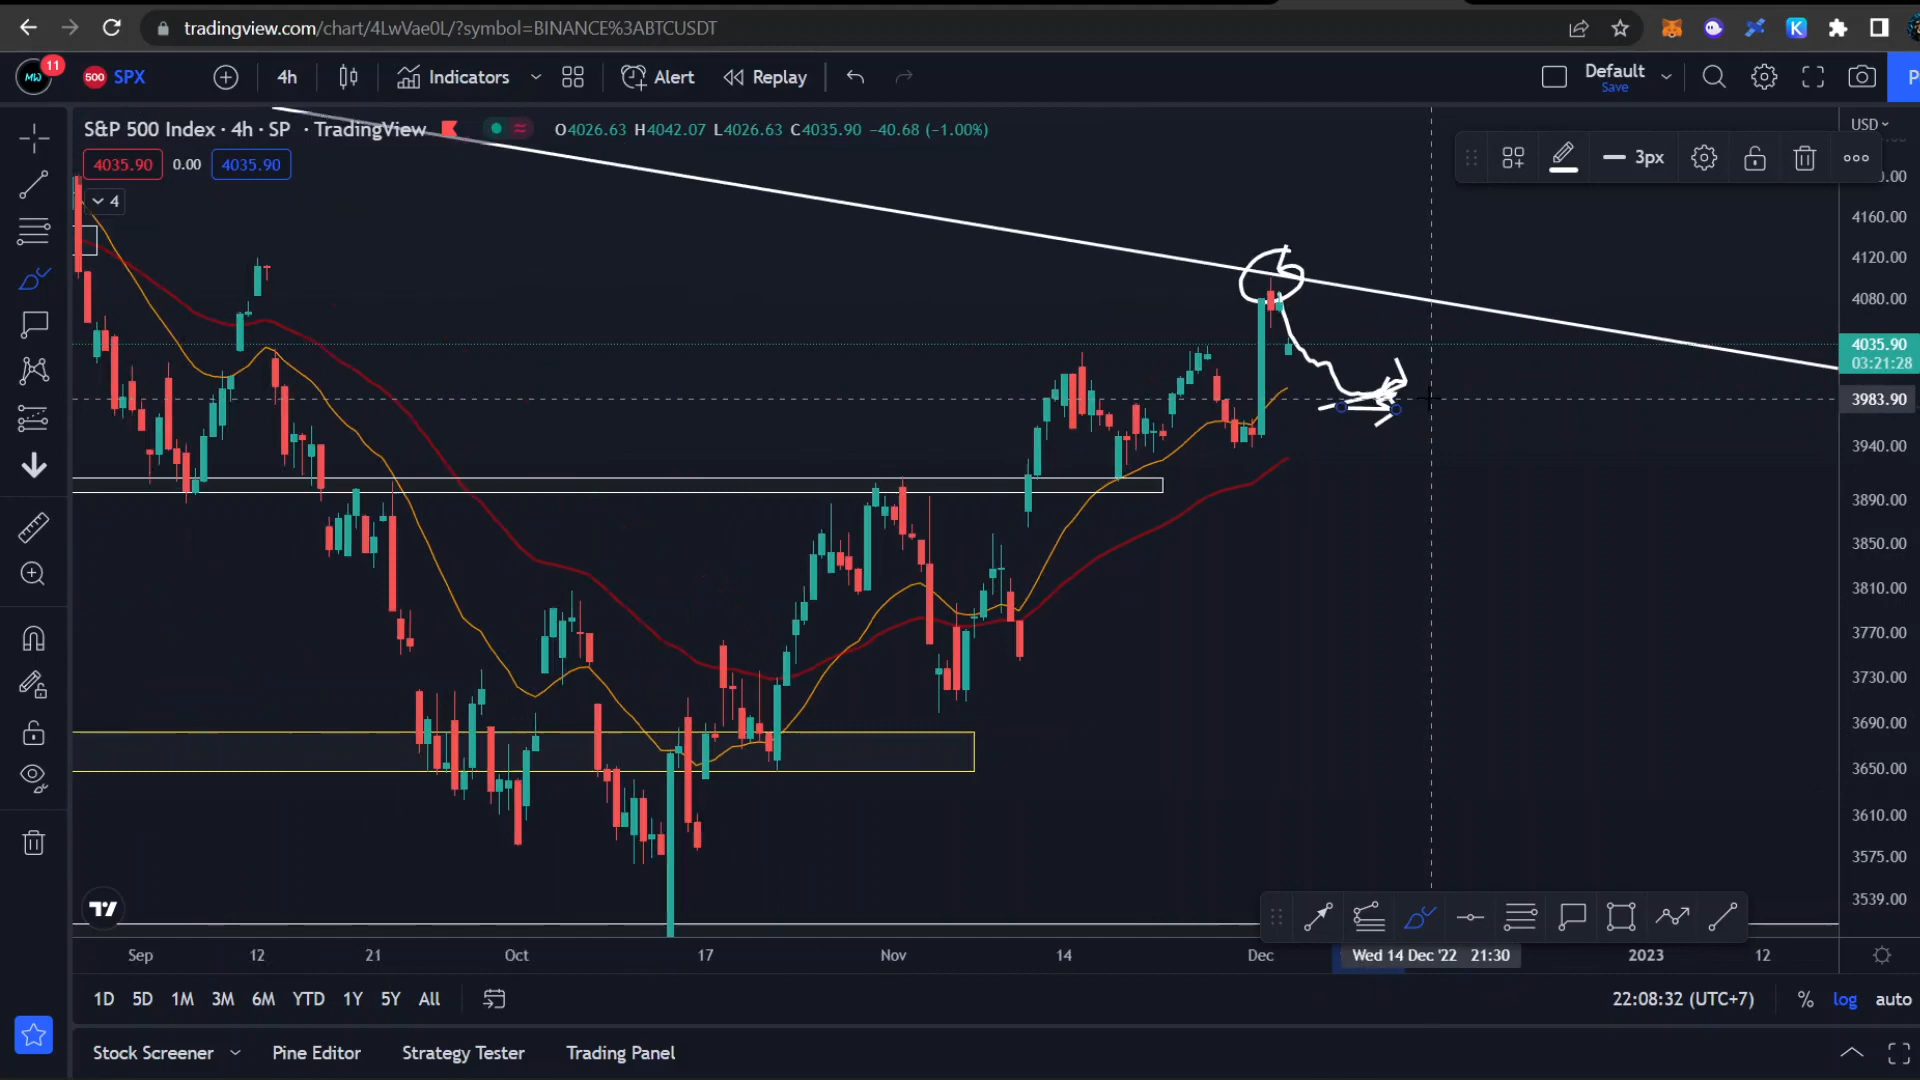 tradingview.com/chart/4LwVae0L/?symbol=BINANCE%3ABTCUSDT
MW 11 500 SPX 4h Indicators Alert Replay Default Save P
S&P 500 Index · 4h · SP · TradingView O4026.63 H4042.07 L4026.63 C4035.90 −40.68 (−1.00%)
USD
4035.90 0.00 4035.90
3px
4
.00
4160.00
4120.00
4080.00
4035.90
03:21:28
3983.90
3940.00
3890.00
3850.00
3810.00
3770.00
3730.00
3690.00
3650.00
3610.00
3575.00
3539.00
Sep 12 21 Oct 17 Nov 14 Dec Wed 14 Dec '22 21:30 2023 12
1D 5D 1M 3M 6M YTD 1Y 5Y All 22:08:32 (UTC+7) % log auto
Stock Screener Pine Editor Strategy Tester Trading Panel